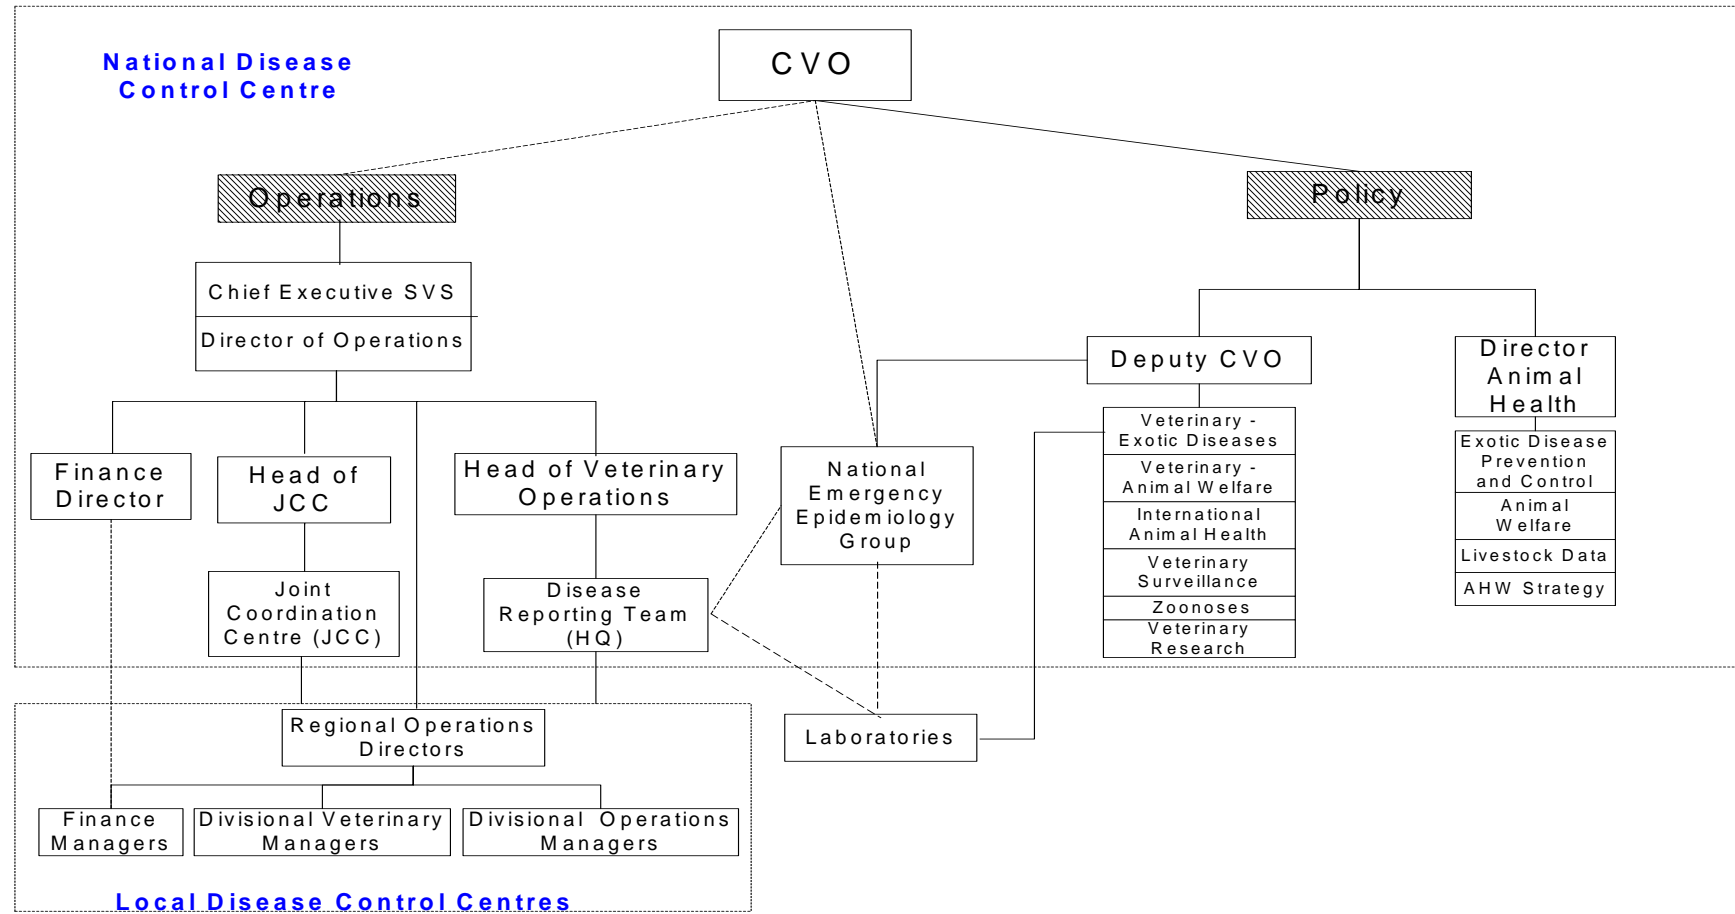 National Disease
Control Centre
CVO
Operations
Policy
Chief Executive SVS
Director of Operations
Deputy CVO
Director
Animal
Health
Finance
Director
Head of
JCC
Head of Veterinary
Operations
National
Emergency
Epidemiology
Group
Veterinary -
Exotic Diseases
Veterinary -
Animal Welfare
International
Animal Health
Veterinary
Surveillance
Zoonoses
Veterinary
Research
Exotic Disease
Prevention
and Control
Animal
Welfare
Livestock Data
AHW Strategy
Joint
Coordination
Centre (JCC)
Disease
Reporting Team
(HQ)
Regional Operations
Directors
Laboratories
Finance
Managers
Divisional Veterinary
Managers
Divisional Operations
Managers
Local Disease Control Centres